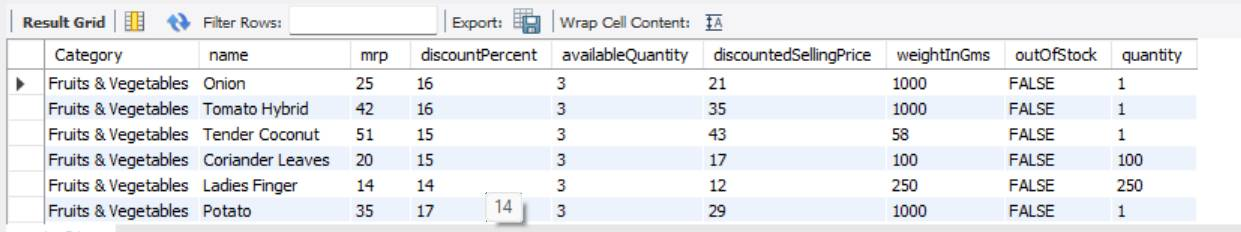 Result Grid Filter Rows: Export: Wrap Cell Content:
Category name mrp discountPercent availableQuantity discountedSellingPrice weightInGms outOfStock quantity
Fruits & Vegetables Onion 25 16 3 21 1000 FALSE 1
Fruits & Vegetables Tomato Hybrid 42 16 3 35 1000 FALSE 1
Fruits & Vegetables Tender Coconut 51 15 3 43 58 FALSE 1
Fruits & Vegetables Coriander Leaves 20 15 3 17 100 FALSE 100
Fruits & Vegetables Ladies Finger 14 14 3 12 250 FALSE 250
Fruits & Vegetables Potato 35 17 14 3 29 1000 FALSE 1